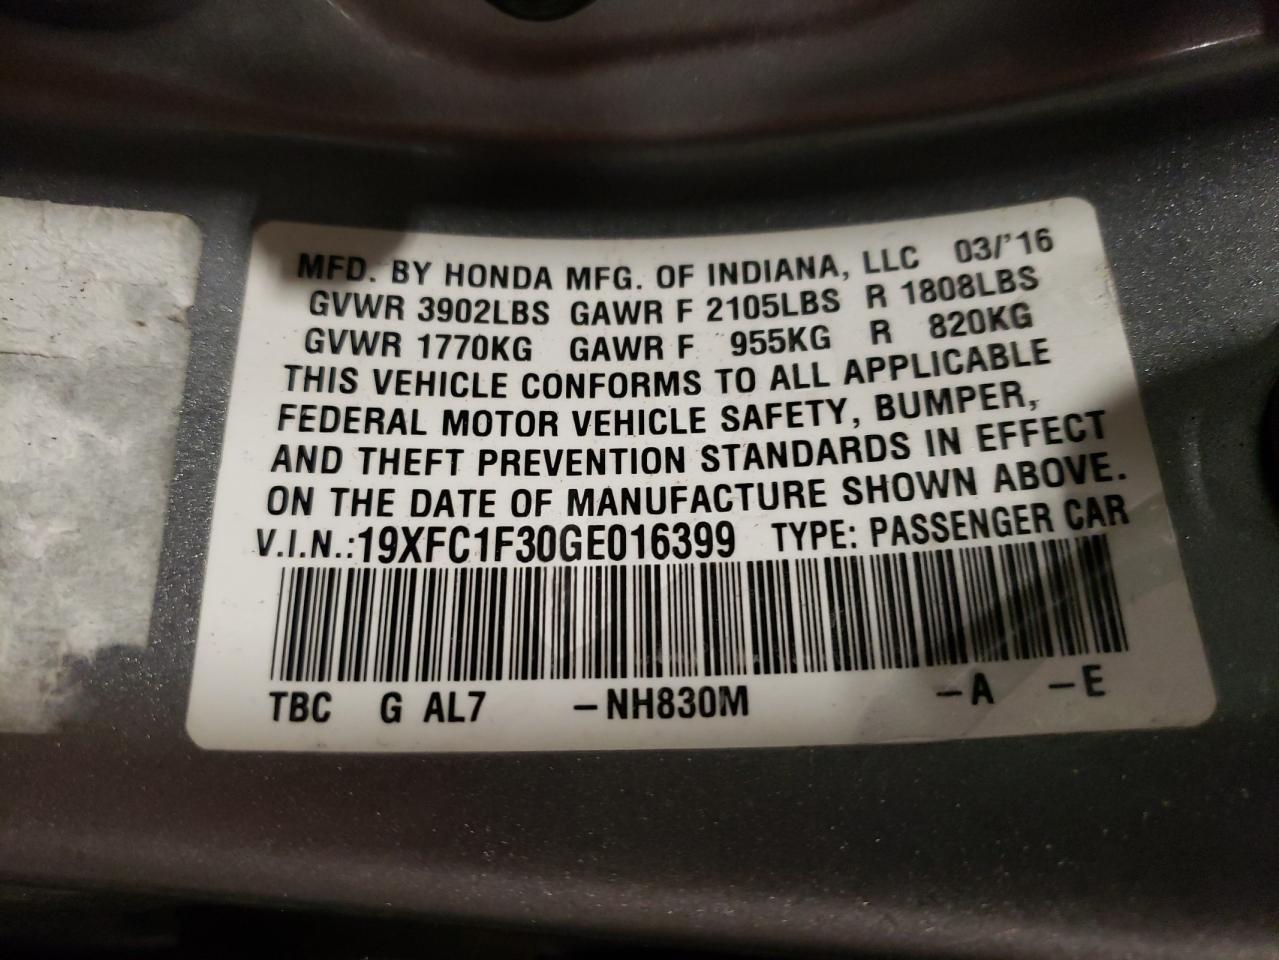 MFD. BY HONDA MFG. OF INDIANA, LLC 03/'16
GVWR 3902LBS GAWR F 2105LBS R 1808LBS
GVWR 1770KG GAWR F 955KG R 820KG
THIS VEHICLE CONFORMS TO ALL APPLICABLE
FEDERAL MOTOR VEHICLE SAFETY, BUMPER,
AND THEFT PREVENTION STANDARDS IN EFFECT
ON THE DATE OF MANUFACTURE SHOWN ABOVE.
V.I.N.:19XFC1F30GE016399 TYPE: PASSENGER CAR
TBC G AL7 –NH830M –A –E